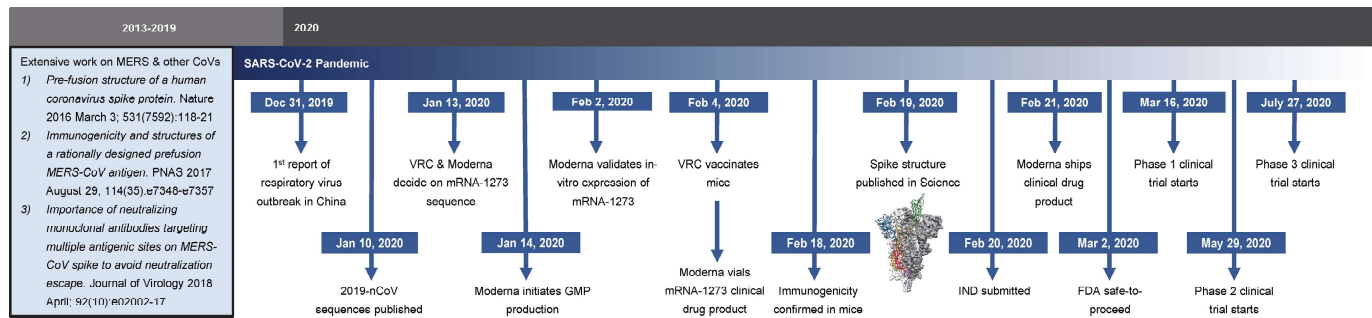 2013-2019
2020
SARS-CoV-2 Pandemic
Extensive work on MERS & other CoVs
1) Pre-fusion structure of a human
coronavirus spike protein. Nature
2016 March 3; 531(7592):118-21
2) Immunogenicity and structures of
a rationally designed prefusion
MERS-CoV antigen. PNAS 2017
August 29, 114(35).e7348-e7357
3) Importance of neutralizing
monoclonal antibodies targeting
multiple antigenic sites on MERS-
CoV spike to avoid neutralization
escape. Journal of Virology 2018
April; 92(10):e02002-17
Dec 31, 2019
1st report of
respiratory virus
outbreak in China
Jan 10, 2020
2019-nCoV
sequences published
Jan 13, 2020
VRC & Moderna
decide on mRNA-1273
sequence
Jan 14, 2020
Moderna initiates GMP
production
Feb 2, 2020
Moderna validates in-
vitro expression of
mRNA-1273
Feb 4, 2020
VRC vaccinates
mice
Moderna vials
mRNA-1273 clinical
drug product
Feb 18, 2020
Immunogenicity
confirmed in mice
Feb 19, 2020
Spike structure
published in Science
Feb 20, 2020
IND submitted
Feb 21, 2020
Moderna ships
clinical drug
product
Mar 2, 2020
FDA safe-to-
proceed
Mar 16, 2020
Phase 1 clinical
trial starts
May 29, 2020
Phase 2 clinical
trial starts
July 27, 2020
Phase 3 clinical
trial starts